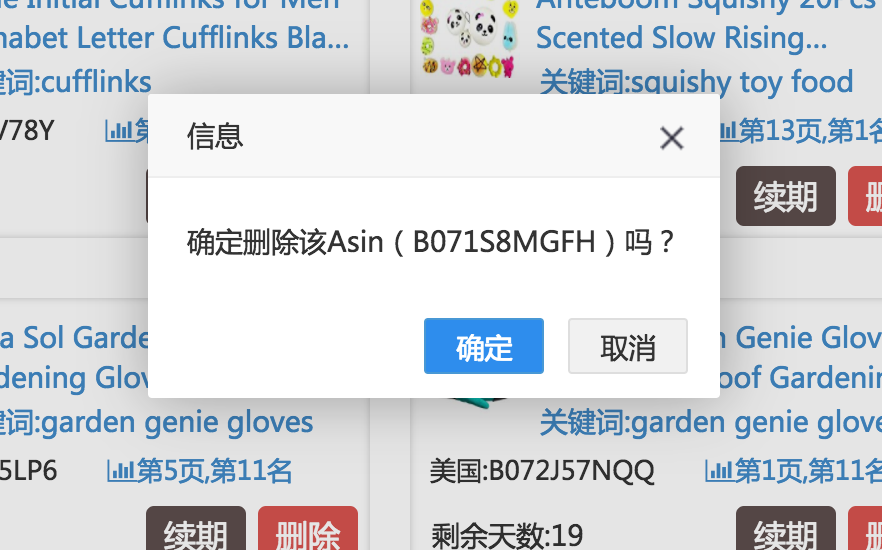 e Initial Cufflinks for Men
habet Letter Cufflinks Bla...
键词:cufflinks
V78Y
第
Anteboom Squishy 20Pcs
Scented Slow Rising...
关键词:squishy toy food
第13页,第1名
续期
删
信息
确定删除该Asin（B071S8MGFH）吗？
确定
取消
a Sol Garde
dening Glov
键词:garden genie gloves
5LP6
第5页,第11名
续期
删除
n Genie Glov
oof Gardenin
关键词:garden genie glove
美国:B072J57NQQ
第1页,第11名
剩余天数:19
续期
删